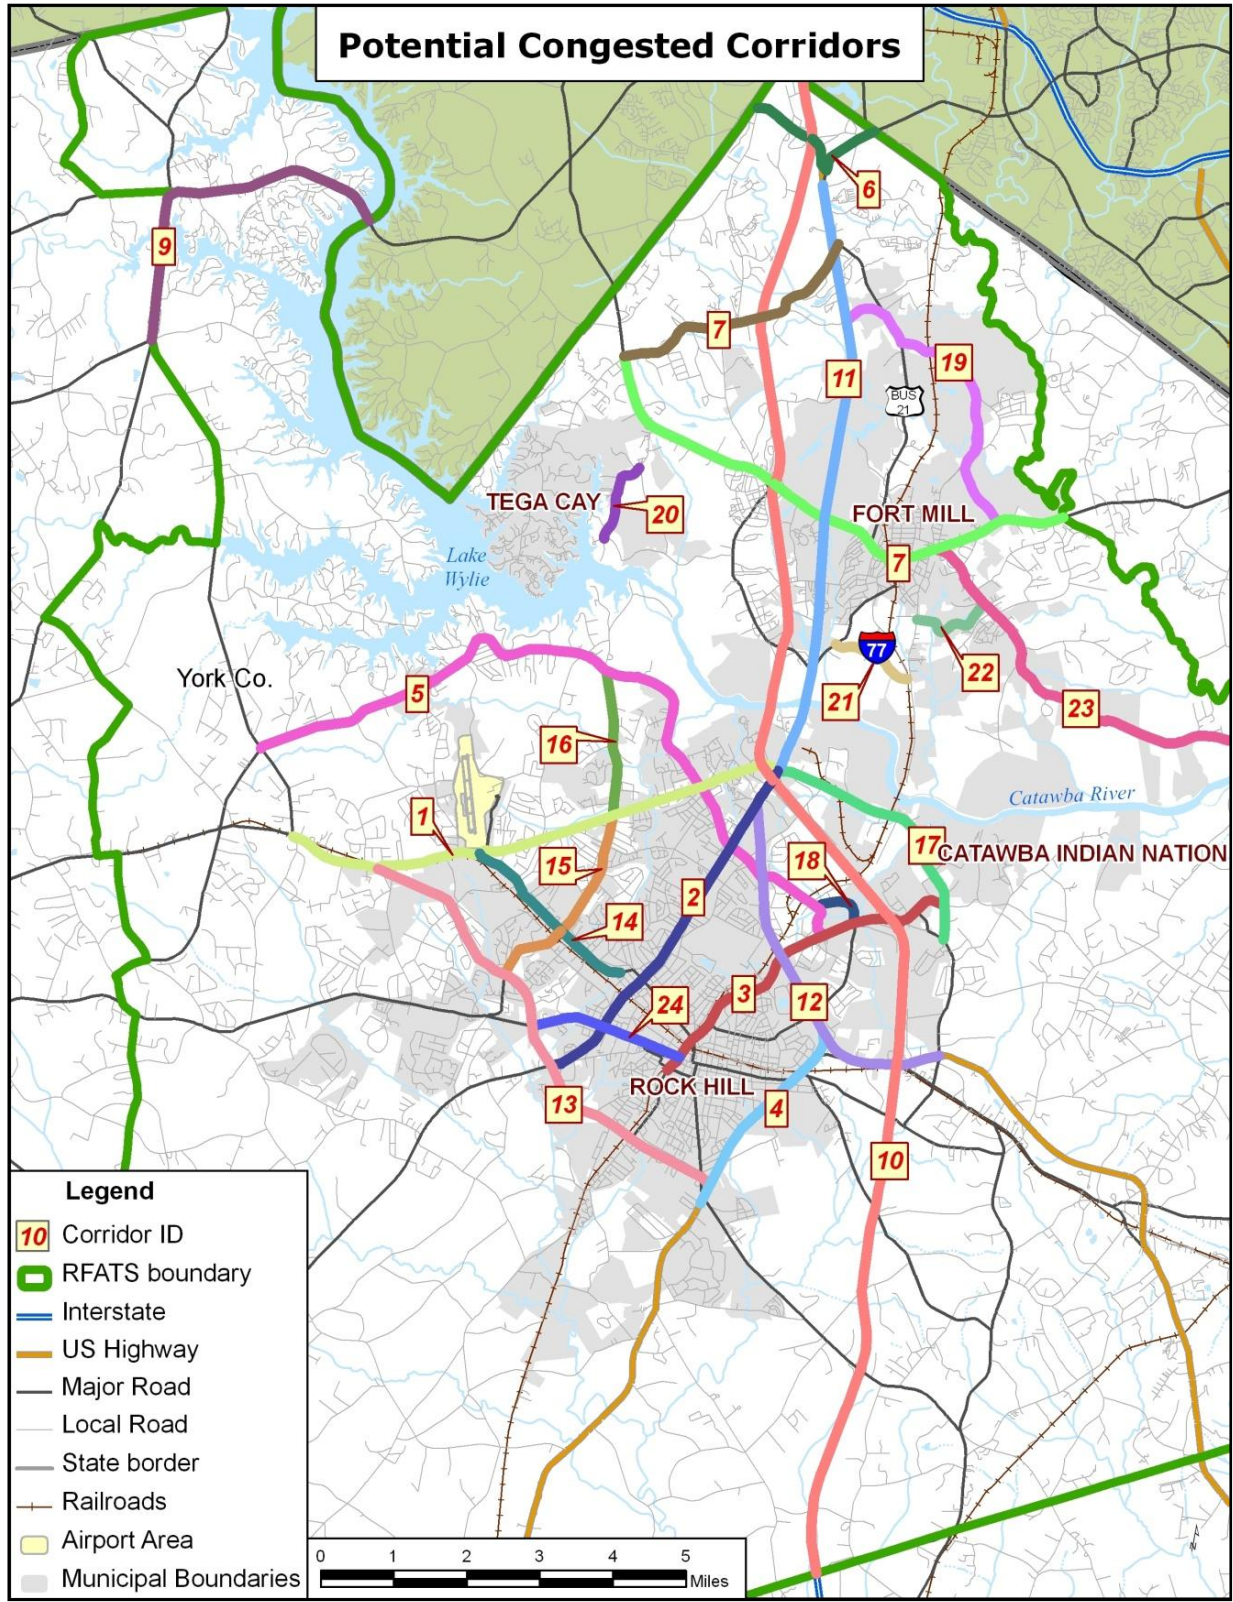 Potential Congested Corridors
6
9
7
19
11
BUS
21
TEGA CAY
20
FORT MILL
Lake
Wylie
7
77
York Co.
22
5
21
23
16
1
Catawba River
17
CATAWBA INDIAN NATION
18
15
2
14
3
24
12
ROCK HILL
13
4
10
Legend
10 Corridor ID
RFATS boundary
Interstate
US Highway
Major Road
Local Road
State border
Railroads
Airport Area
Municipal Boundaries
0 1 2 3 4 5
Miles
N